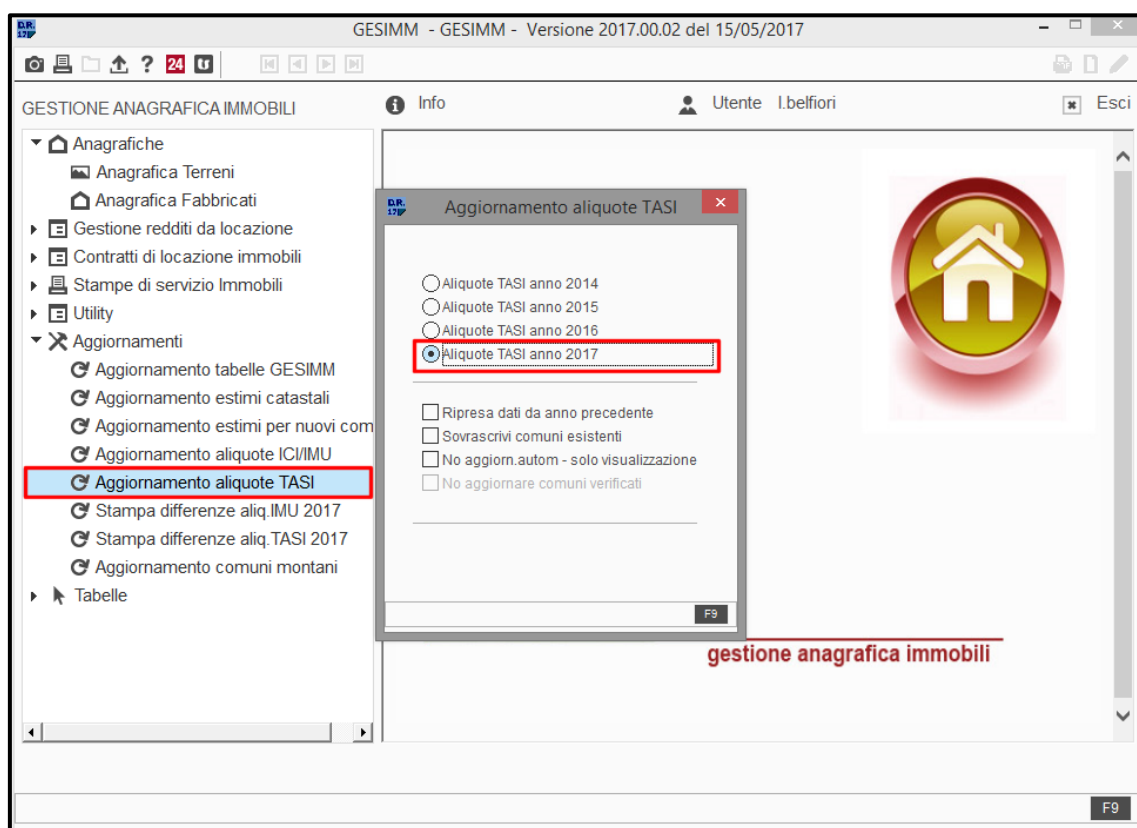 D.R.
17
GESIMM - GESIMM - Versione 2017.00.02 del 15/05/2017
? 24 U
GESTIONE ANAGRAFICA IMMOBILI
Info
Utente l.belfiori
Esci
Anagrafiche
Anagrafica Terreni
Anagrafica Fabbricati
Gestione redditi da locazione
Contratti di locazione immobili
Stampe di servizio Immobili
Utility
Aggiornamenti
Aggiornamento tabelle GESIMM
Aggiornamento estimi catastali
Aggiornamento estimi per nuovi com
Aggiornamento aliquote ICI/IMU
Aggiornamento aliquote TASI
Stampa differenze aliq.IMU 2017
Stampa differenze aliq.TASI 2017
Aggiornamento comuni montani
Tabelle
D.R.
17
Aggiornamento aliquote TASI
Aliquote TASI anno 2014
Aliquote TASI anno 2015
Aliquote TASI anno 2016
Aliquote TASI anno 2017
Ripresa dati da anno precedente
Sovrascrivi comuni esistenti
No aggiorn.autom - solo visualizzazione
No aggiornare comuni verificati
F9
gestione anagrafica immobili
F9